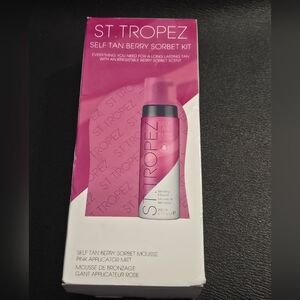 ST.TROPEZ
SELF TAN BERRY SORBET KIT
EVERYTHING YOU NEED FOR A LONG LASTING TAN
WITH AN IRRESISTIBLE BERRY SORBET SCENT
ST.TROPEZ
SELF TAN BERRY SORBET MOUSSE
PINK APPLICATOR MITT
MOUSSE DE BRONZAGE
GANT APPLICATEUR ROSE